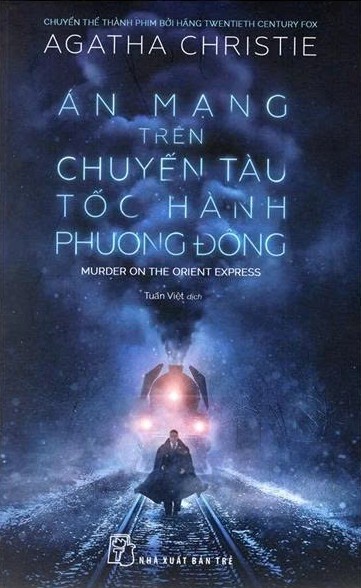 CHUYỂN THỂ THÀNH PHIM BỞI HÃNG TWENTIETH CENTURY FOX
AGATHA CHRISTIE
ÁN MẠNG
TRÊN
CHUYẾN TÀU
TỐC HÀNH
PHƯƠNG ĐÔNG
MURDER ON THE ORIENT EXPRESS
Tuấn Việt dịch
NHÀ XUẤT BẢN TRẺ